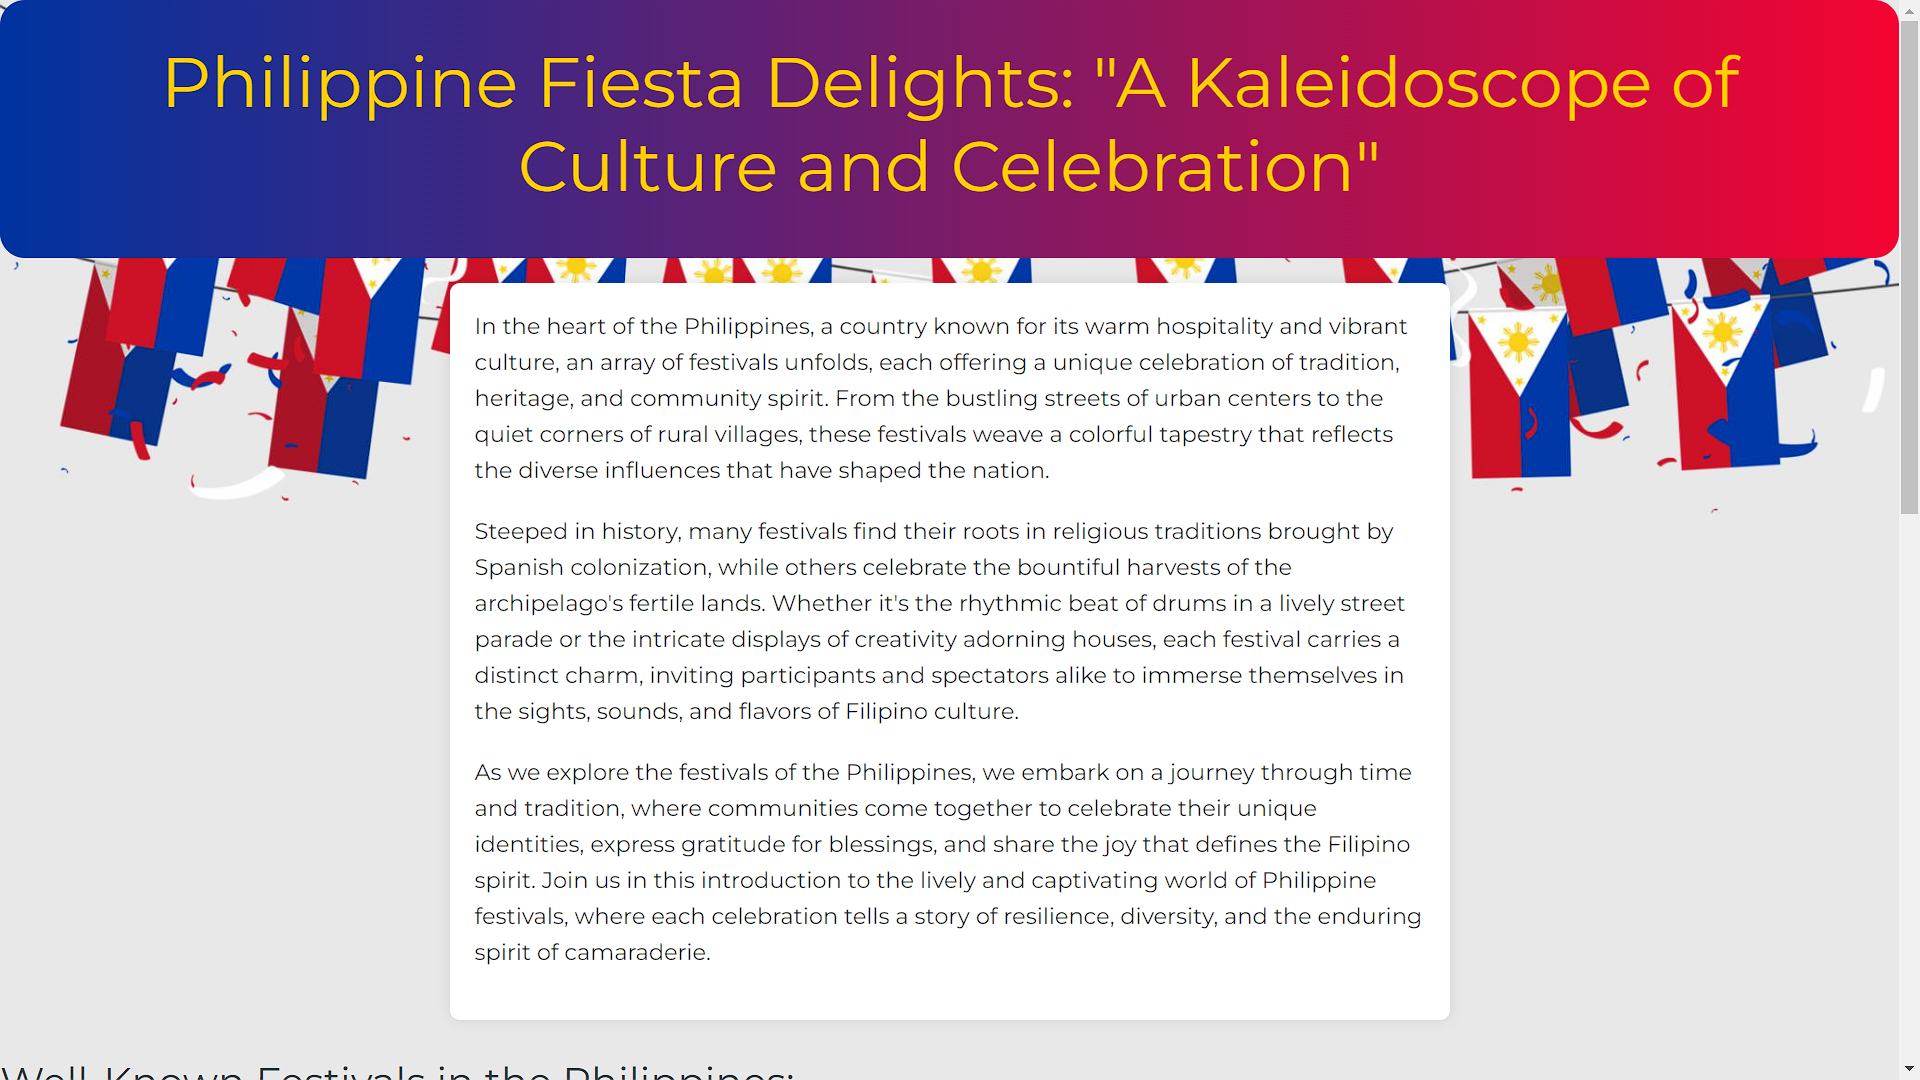 Philippine Fiesta Delights: "A Kaleidoscope of
Culture and Celebration"
In the heart of the Philippines, a country known for its warm hospitality and vibrant
culture, an array of festivals unfolds, each offering a unique celebration of tradition,
heritage, and community spirit. From the bustling streets of urban centers to the
quiet corners of rural villages, these festivals weave a colorful tapestry that reflects
the diverse influences that have shaped the nation.
Steeped in history, many festivals find their roots in religious traditions brought by
Spanish colonization, while others celebrate the bountiful harvests of the
archipelago's fertile lands. Whether it's the rhythmic beat of drums in a lively street
parade or the intricate displays of creativity adorning houses, each festival carries a
distinct charm, inviting participants and spectators alike to immerse themselves in
the sights, sounds, and flavors of Filipino culture.
As we explore the festivals of the Philippines, we embark on a journey through time
and tradition, where communities come together to celebrate their unique
identities, express gratitude for blessings, and share the joy that defines the Filipino
spirit. Join us in this introduction to the lively and captivating world of Philippine
festivals, where each celebration tells a story of resilience, diversity, and the enduring
spirit of camaraderie.
Well-Known Festivals in the Philippines: